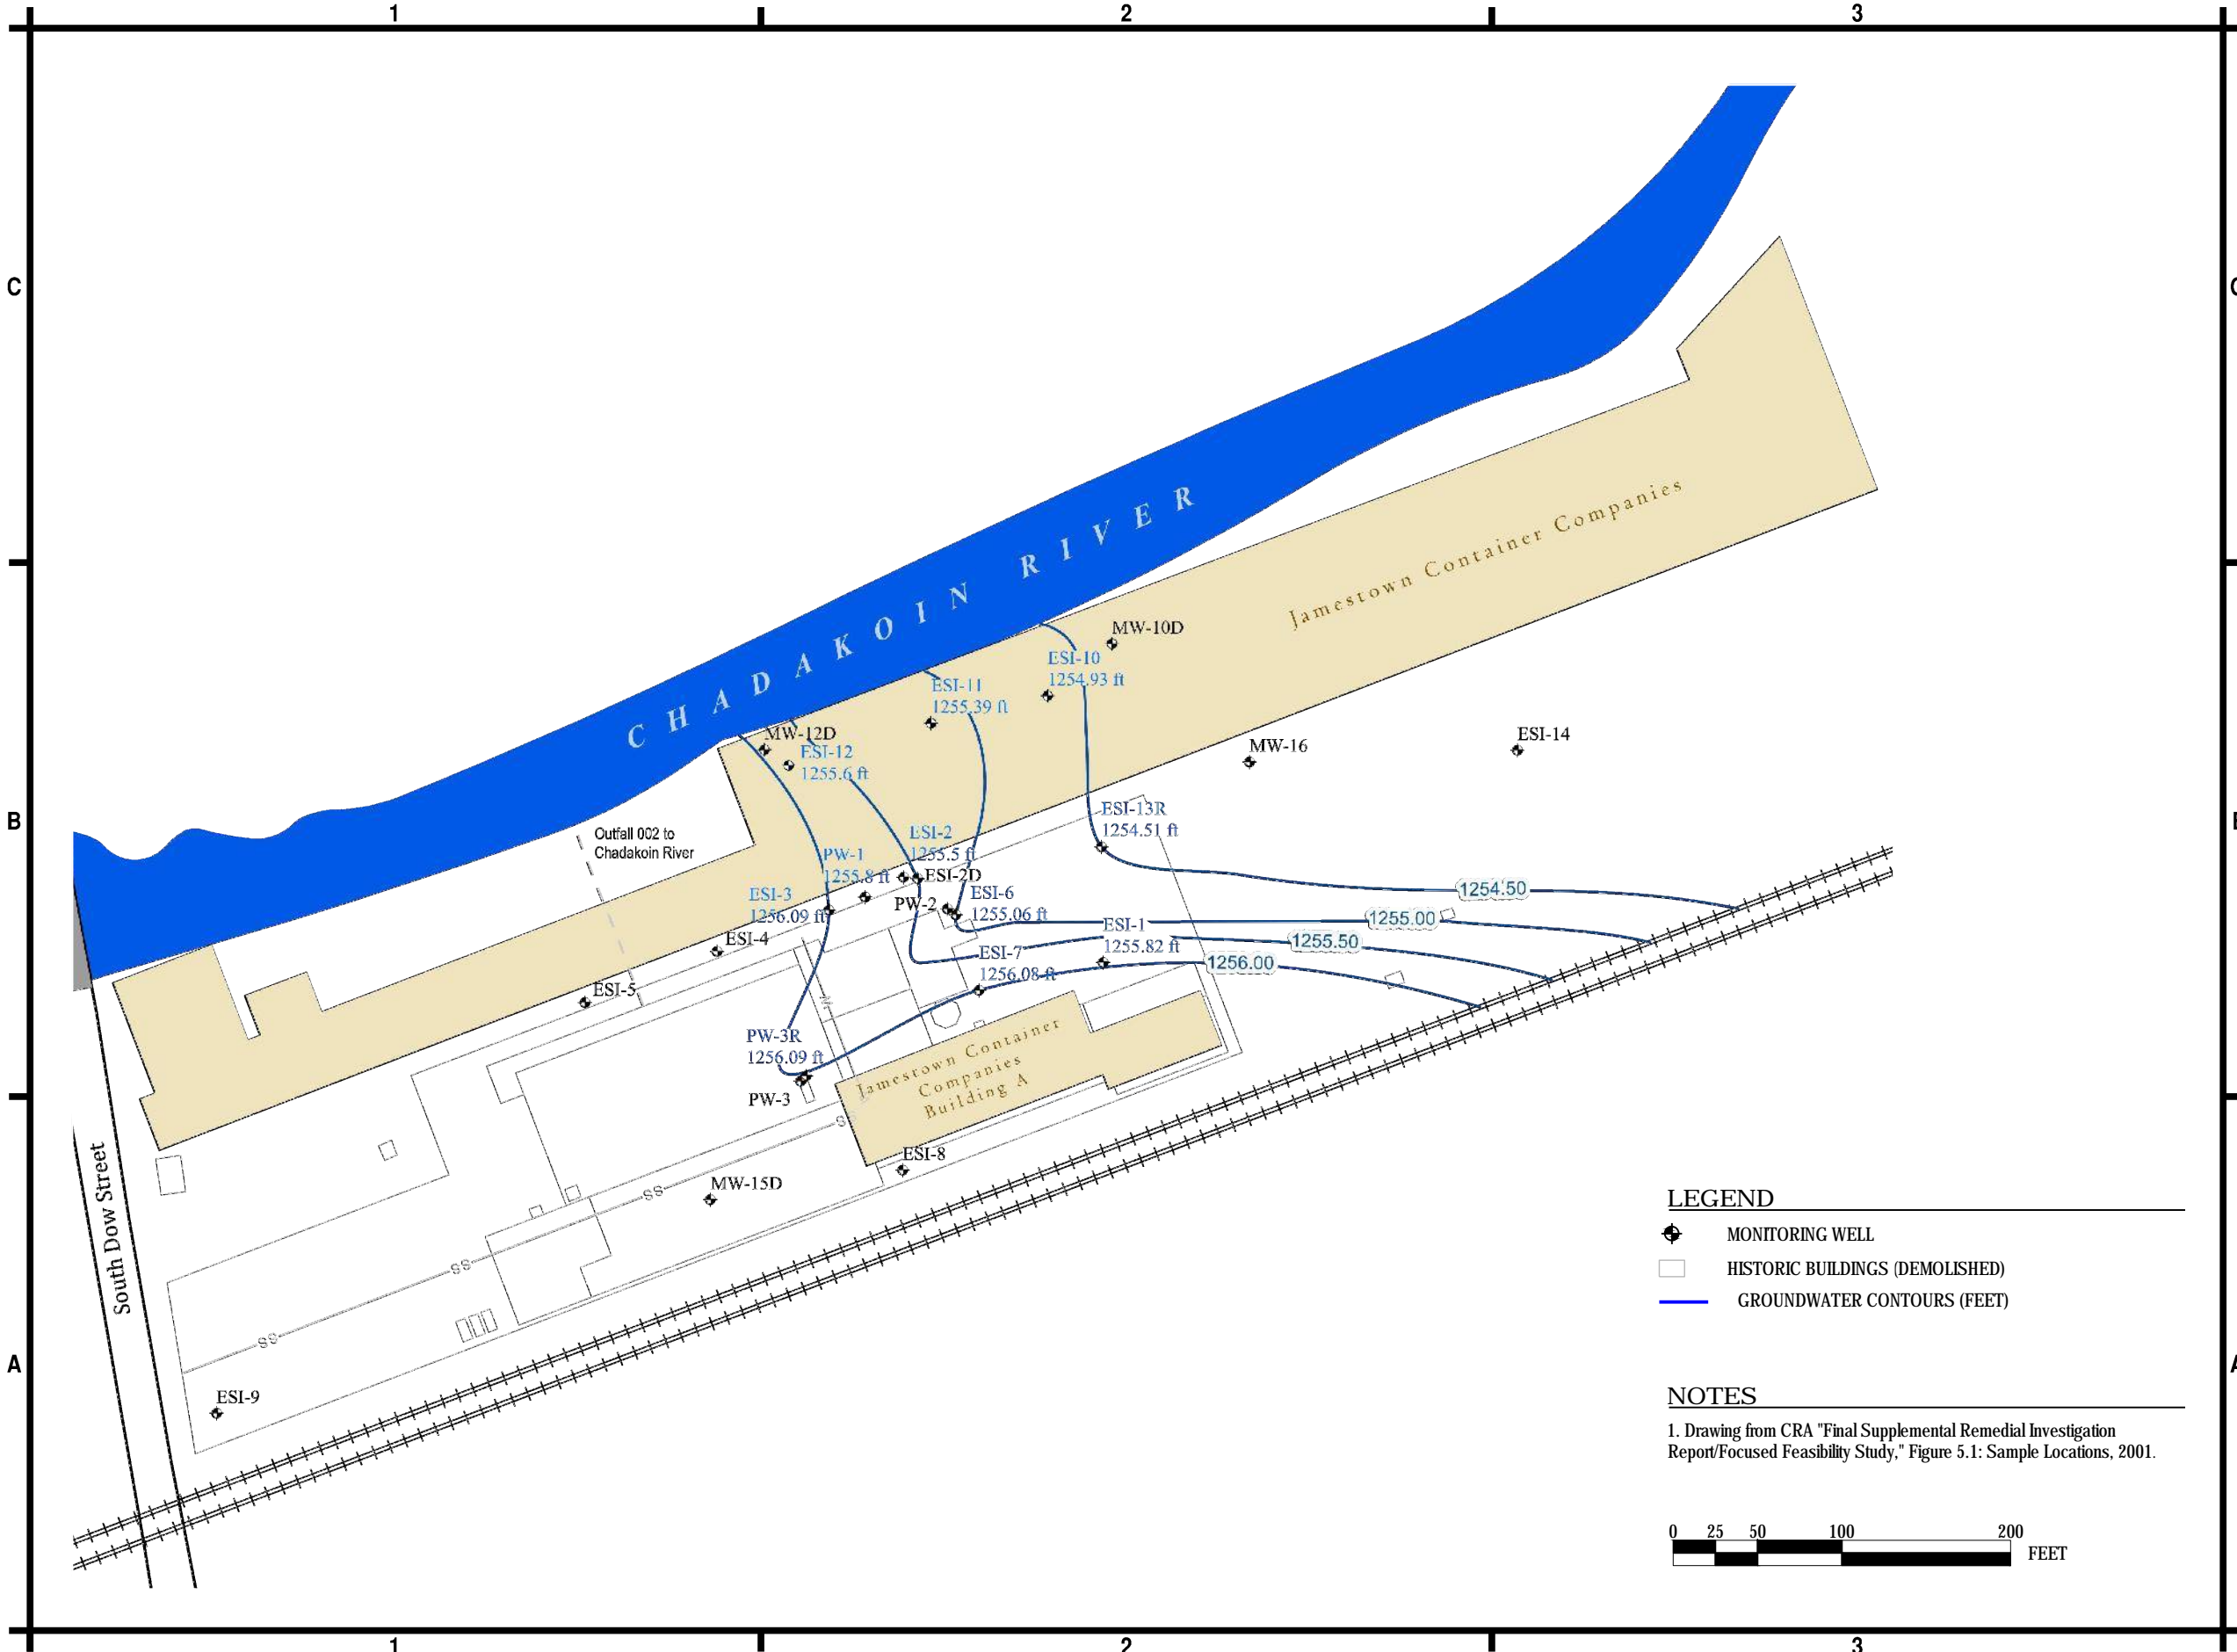 1
2
3
C
C
CHADAKOIN RIVER
Jamestown Container Companies
MW-10D
ESI-10
1254.93 ft
ESI-11
1255.39 ft
MW-12D
ESI-12
1255.6 ft
ESI-14
MW-16
B
Outfall 002 to
Chadakoin River
ESI-13R
1254.51 ft
ESI-2
1255.5 ft
PW-1
1255.8 ft
ESI-2D
ESI-3
1256.09 ft
PW-2
ESI-6
1255.06 ft
1254.50
1255.00
ESI-1
1255.82 ft
1255.50
ESI-4
ESI-7
1256.08 ft
1256.00
ESI-5
PW-3R
1256.09 ft
PW-3
Jamestown Container
Companies
Building A
SS
ESI-8
MW-15D
SS
SS
SS
South Dow Street
A
ESI-9
LEGEND
MONITORING WELL
HISTORIC BUILDINGS (DEMOLISHED)
GROUNDWATER CONTOURS (FEET)
NOTES
1. Drawing from CRA "Final Supplemental Remedial Investigation
Report/Focused Feasibility Study," Figure 5.1: Sample Locations, 2001.
0 25 50 100 200
FEET
1
2
3